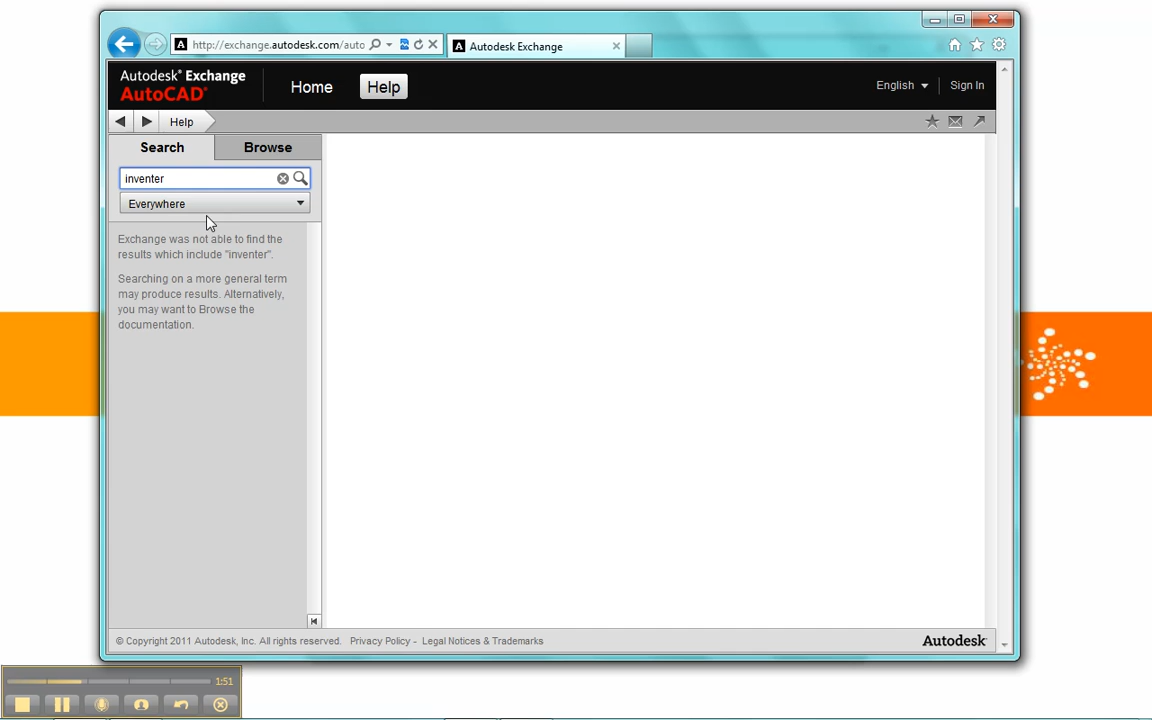 http://exchange.autodesk.com/auto
Autodesk Exchange
Autodesk® Exchange
AutoCAD®
Home
Help
English
Sign In
Help
Search
Browse
inventer
Everywhere
Exchange was not able to find the
results which include "inventer".
Searching on a more general term
may produce results. Alternatively,
you may want to Browse the
documentation.
© Copyright 2011 Autodesk, Inc. All rights reserved.
Privacy Policy - Legal Notices & Trademarks
Autodesk
1:51